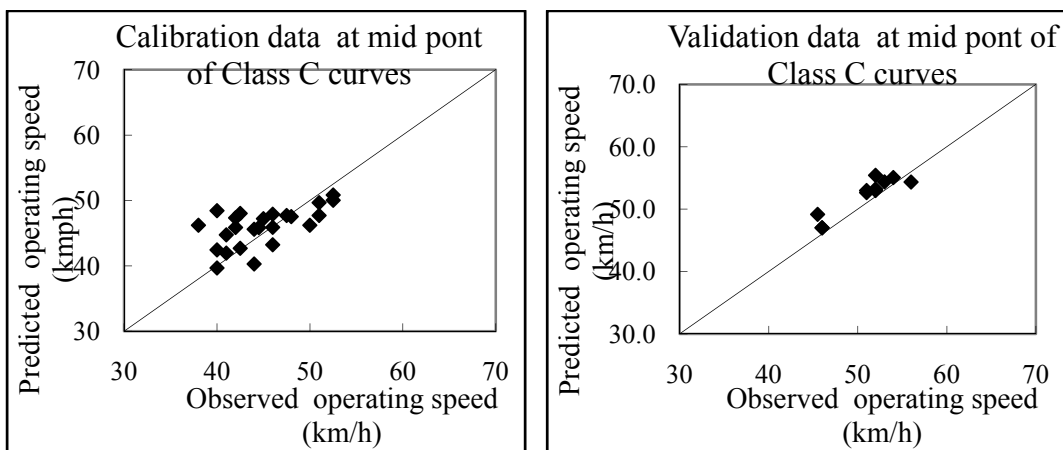 Calibration data at mid pont
of Class C curves
Predicted operating speed
(kmph)
70
60
50
40
30
30 40 50 60 70
Observed operating speed
(km/h)
Validation data at mid pont of
Class C curves
Predicted operating speed
(km/h)
70
60.0
50.0
40.0
30.0
30 40 50 60 70
Observed operating speed
(km/h)